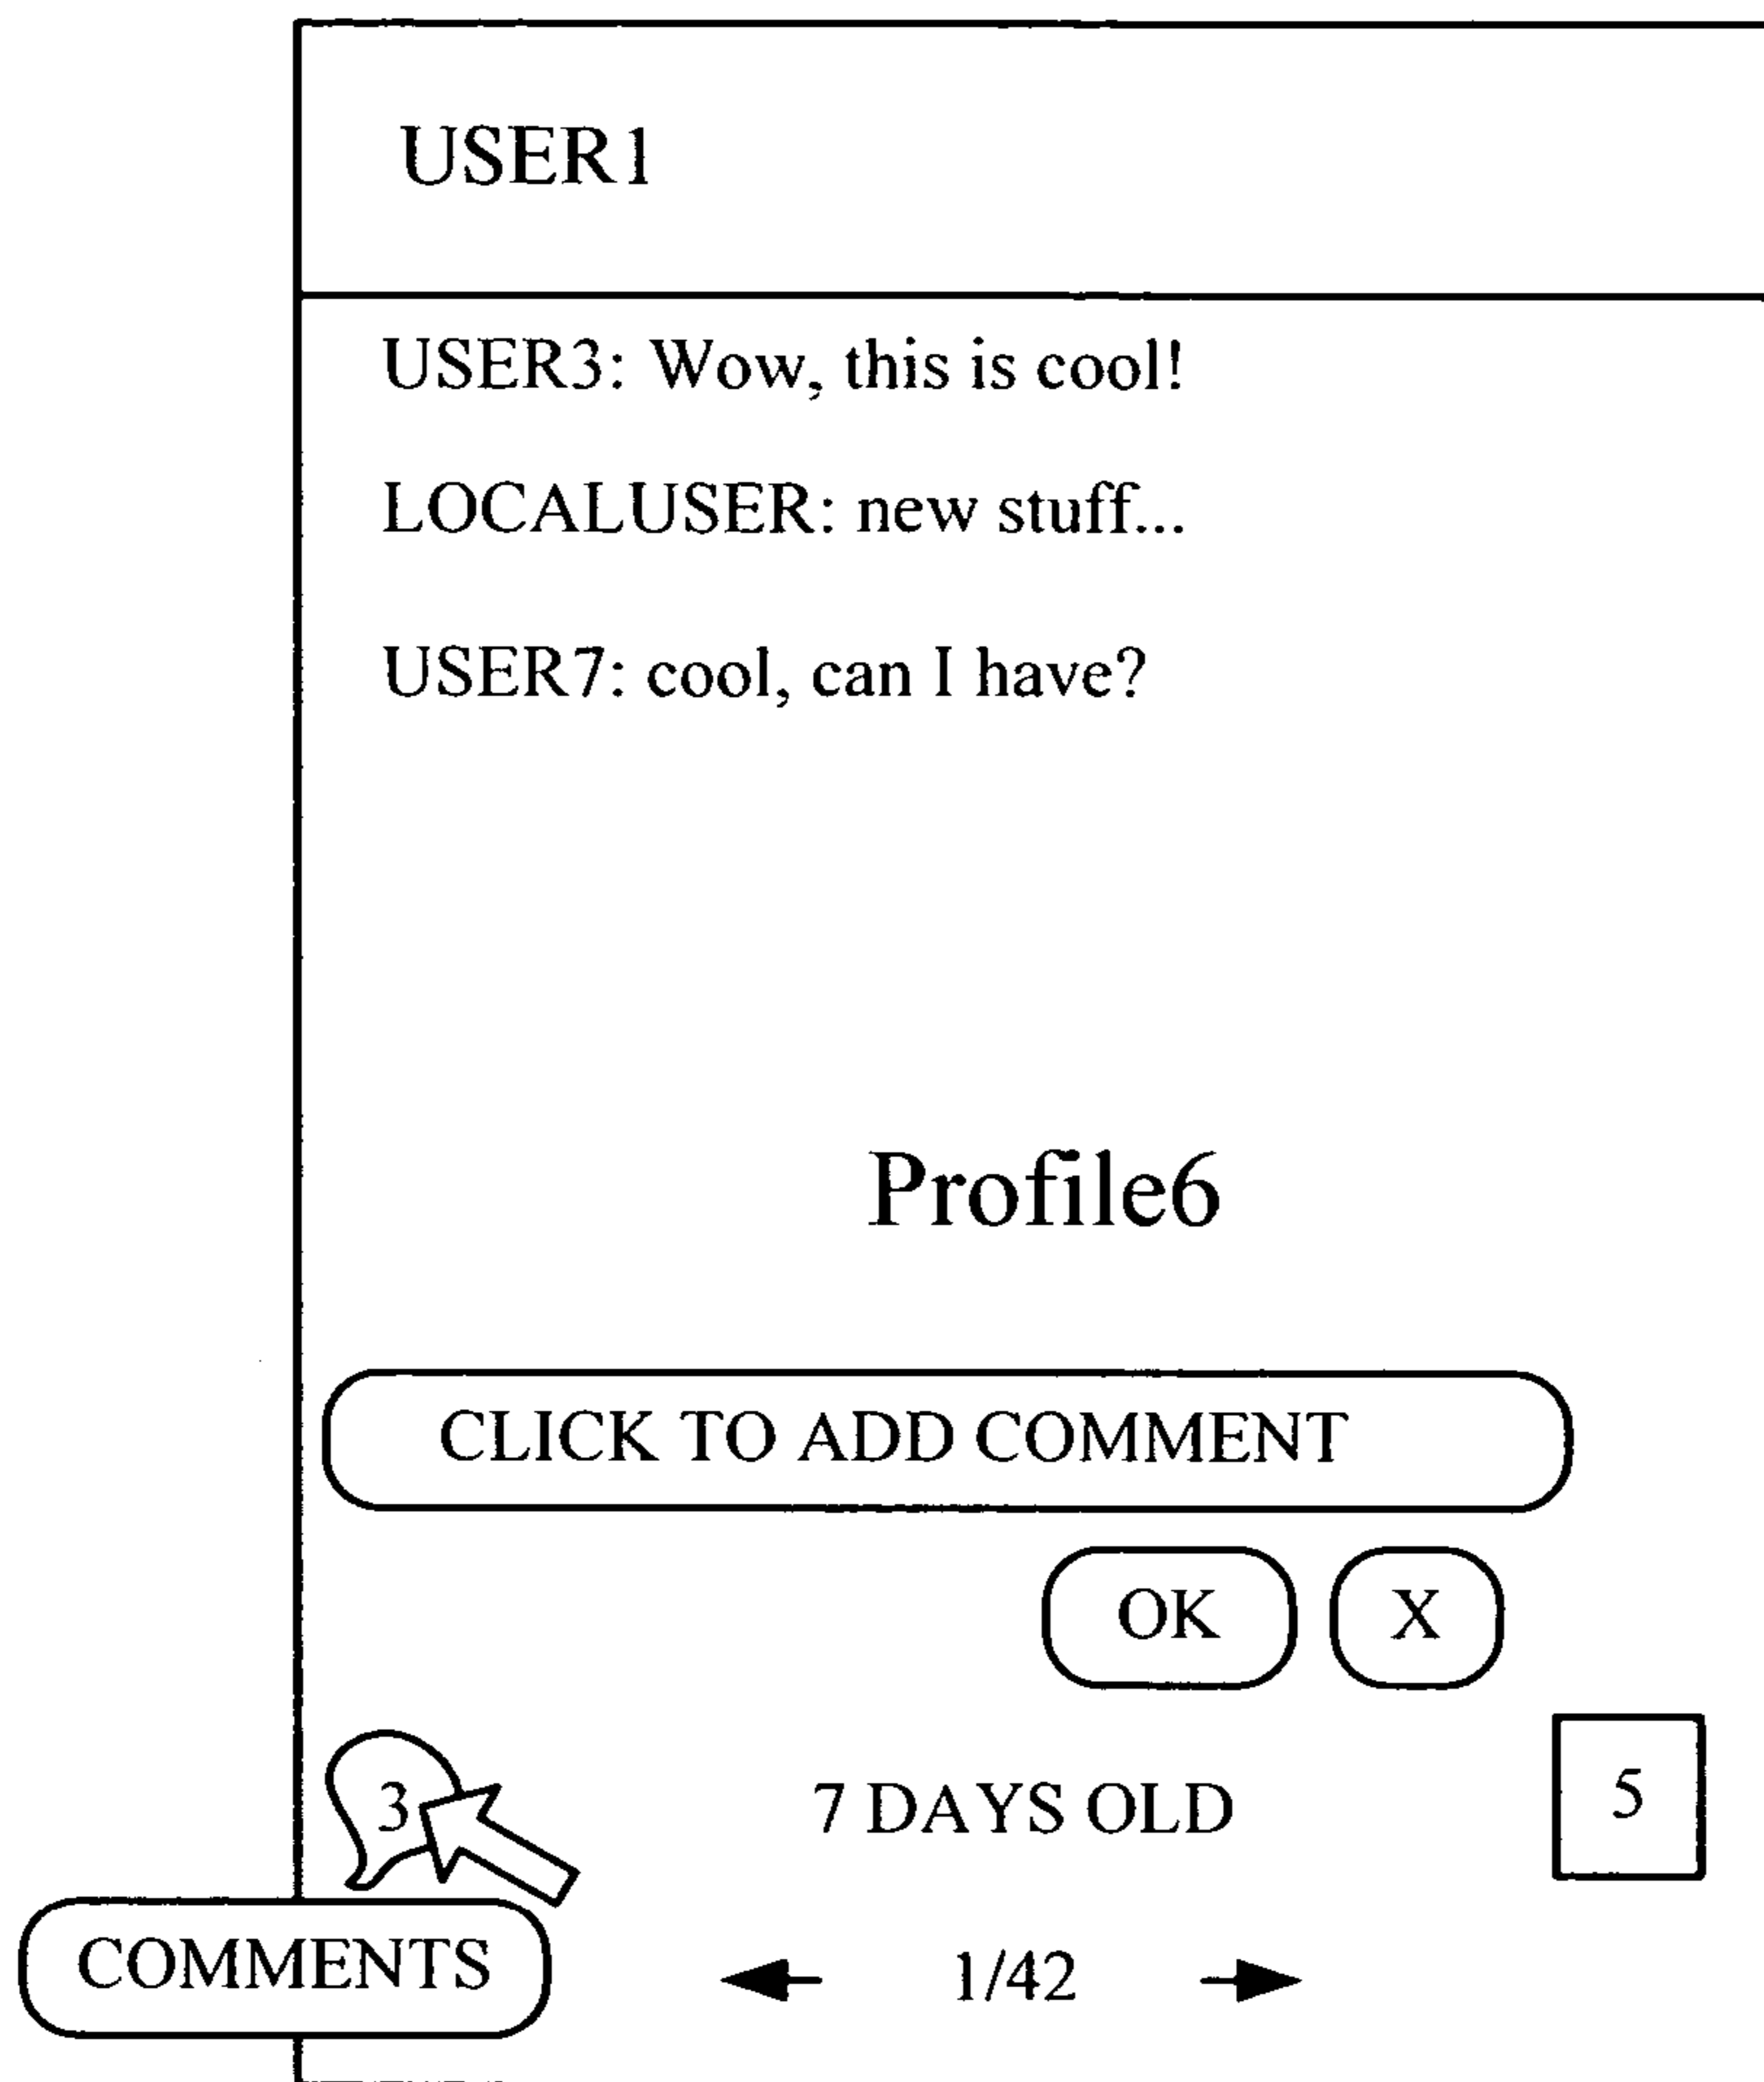 USER1
USER3: Wow, this is cool!
LOCALUSER: new stuff...
USER7: cool, can I have?
Profile6
CLICK TO ADD COMMENT
OK X
3 7 DAYS OLD 5
COMMENTS 1/42